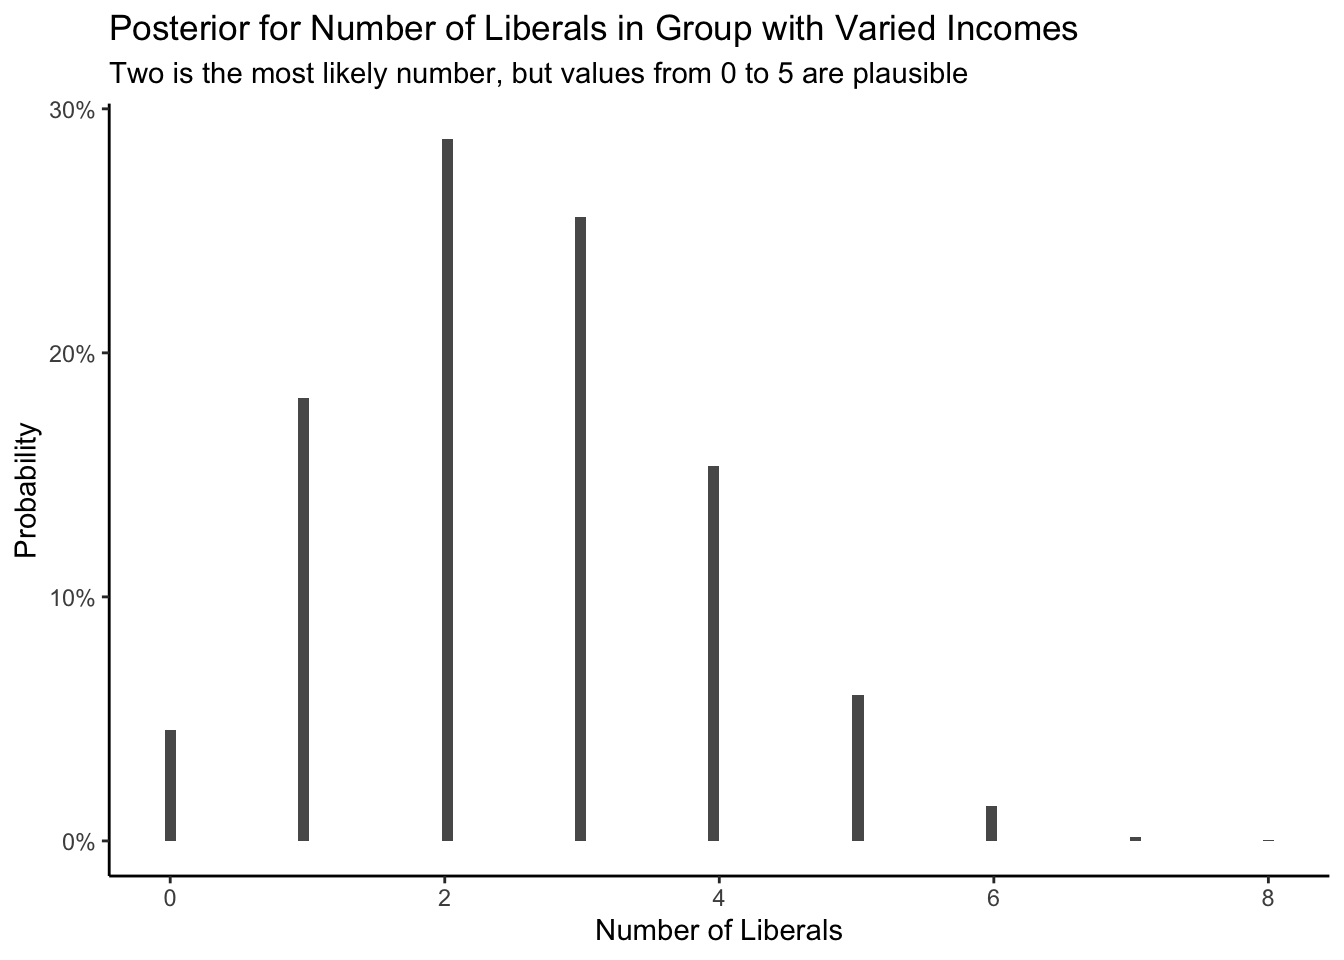 Posterior for Number of Liberals in Group with Varied Incomes
Two is the most likely number, but values from 0 to 5 are plausible
30%
20%
10%
0%
Probability
0 2 4 6 8
Number of Liberals